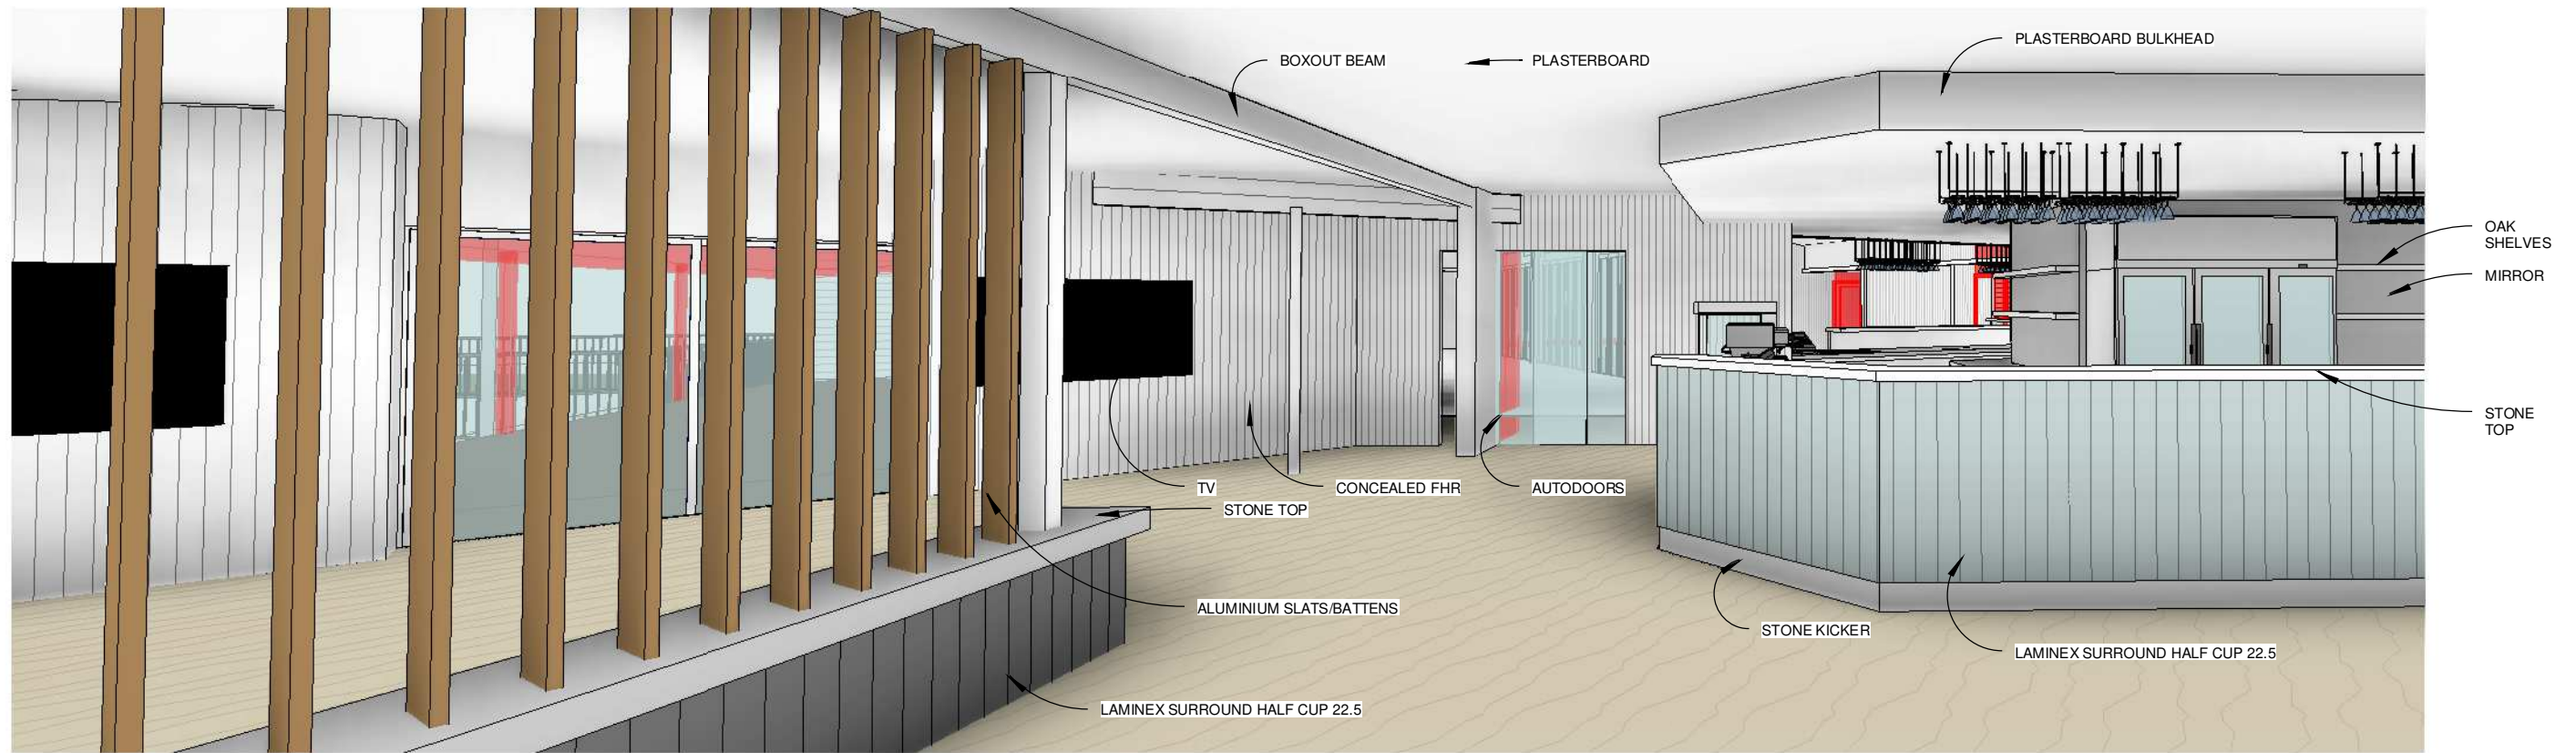 PLASTERBOARD BULKHEAD
BOXOUT BEAM
PLASTERBOARD
OAK
SHELVES
MIRROR
STONE
TOP
TV
CONCEALED FHR
AUTODOORS
STONE TOP
ALUMINIUM SLATS/BATTENS
STONE KICKER
LAMINEX SURROUND HALF CUP 22.5
LAMINEX SURROUND HALF CUP 22.5